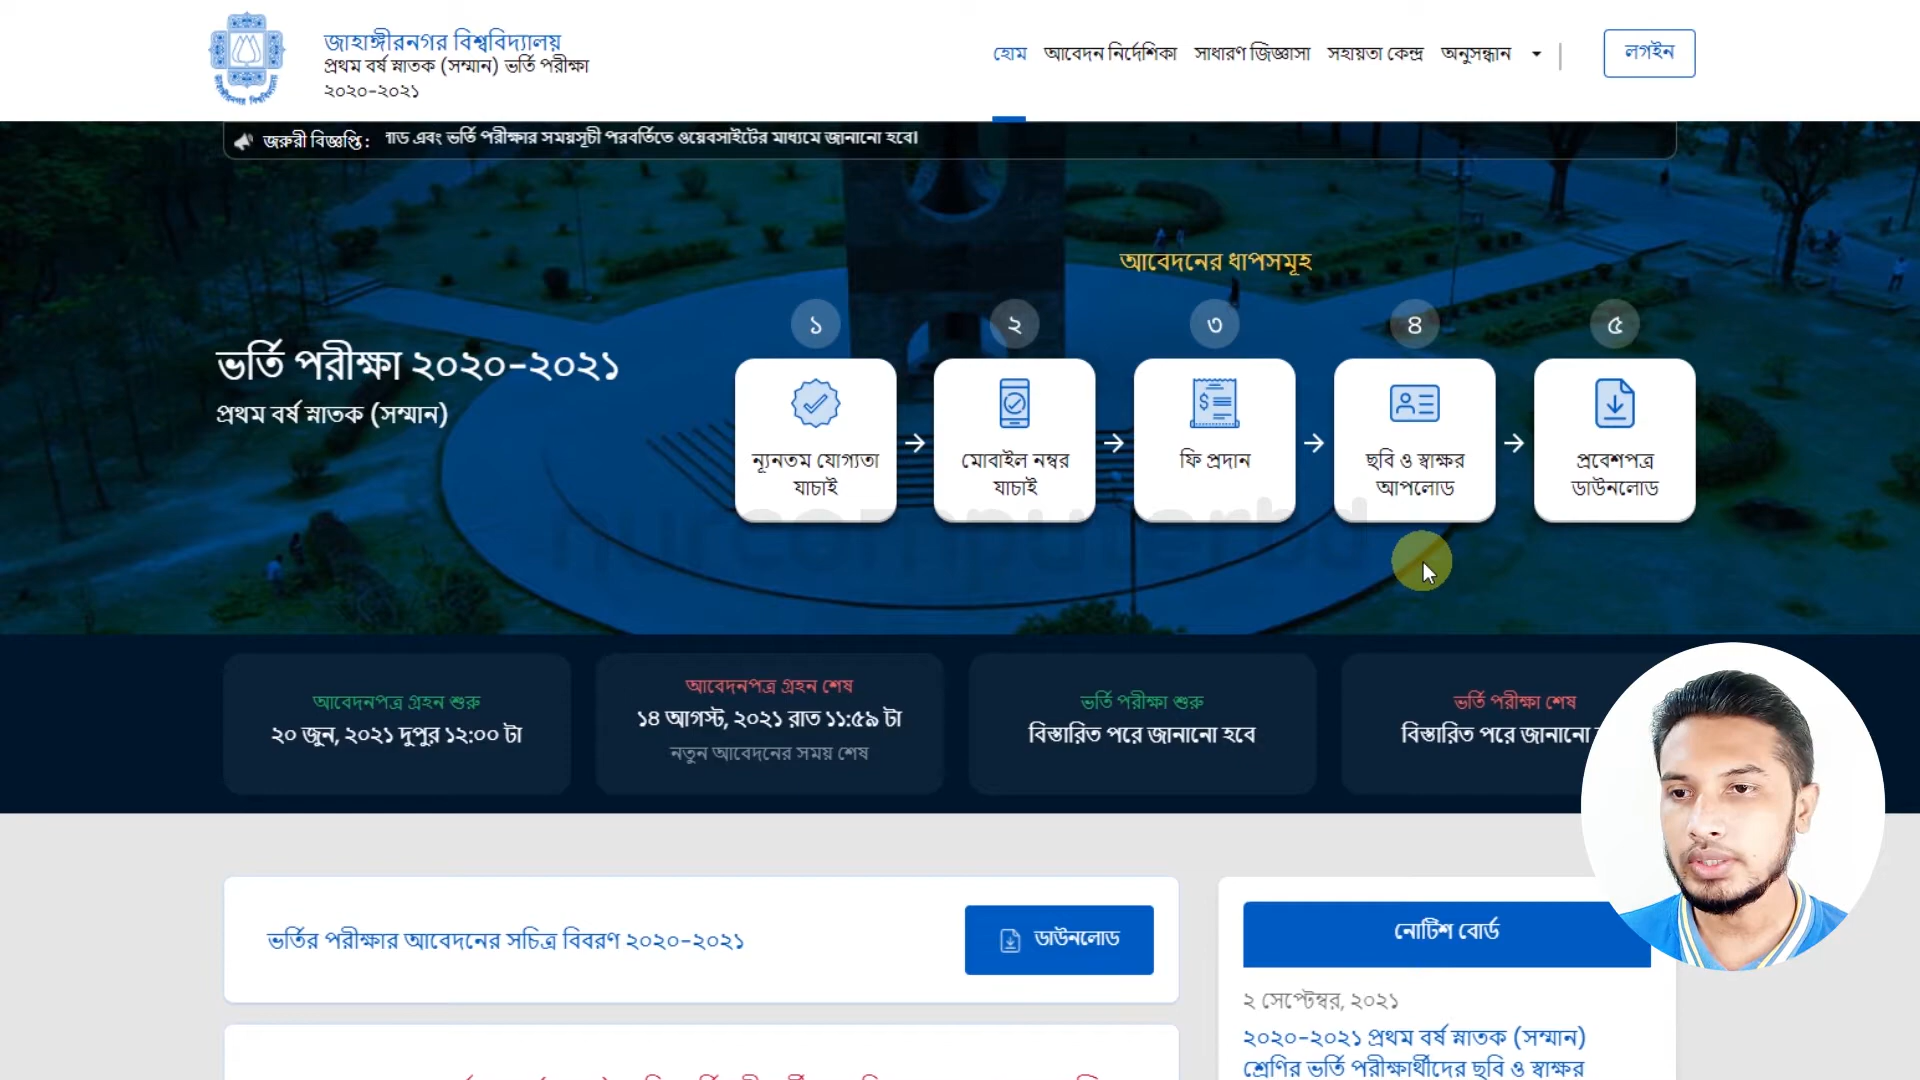 জাহাঙ্গীরনগর বিশ্ববিদ্যালয়
প্রথম বর্ষ স্নাতক (সম্মান) ভর্তি পরীক্ষা
২০২০-২০২১
হোম আবেদন নির্দেশিকা সাধারণ জিজ্ঞাসা সহায়তা কেন্দ্র অনুসন্ধান
লগইন
জরুরী বিজ্ঞপ্তি : এবং ভর্তি পরীক্ষার সময়সূচী পরবর্তিতে ওয়েবসাইটের মাধ্যমে জানানো হবে।
আবেদনের ধাপসমূহ
১ ২ ৩ ৪ ৫
ভর্তি পরীক্ষা ২০২০-২০২১
প্রথম বর্ষ স্নাতক (সম্মান)
ন্যূনতম যোগ্যতা
যাচাই
মোবাইল নম্বর
যাচাই
ফি প্রদান
ছবি ও স্বাক্ষর
আপলোড
প্রবেশপত্র
ডাউনলোড
nurcomputerbd
আবেদনপত্র গ্রহন শুরু
২০ জুন, ২০২১ দুপুর ১২:০০ টা
আবেদনপত্র গ্রহন শেষ
১৪ আগস্ট, ২০২১ রাত ১১:৫৯ টা
নতুন আবেদনের সময় শেষ
ভর্তি পরীক্ষা শুরু
বিস্তারিত পরে জানানো হবে
ভর্তি পরীক্ষা শেষ
বিস্তারিত পরে জানানো
ভর্তির পরীক্ষার আবেদনের সচিত্র বিবরণ ২০২০-২০২১
ডাউনলোড
নোটিশ বোর্ড
২ সেপ্টেম্বর, ২০২১
২০২০-২০২১ প্রথম বর্ষ স্নাতক (সম্মান)
শ্রেণির ভর্তি পরীক্ষার্থীদের ছবি ও স্বাক্ষর